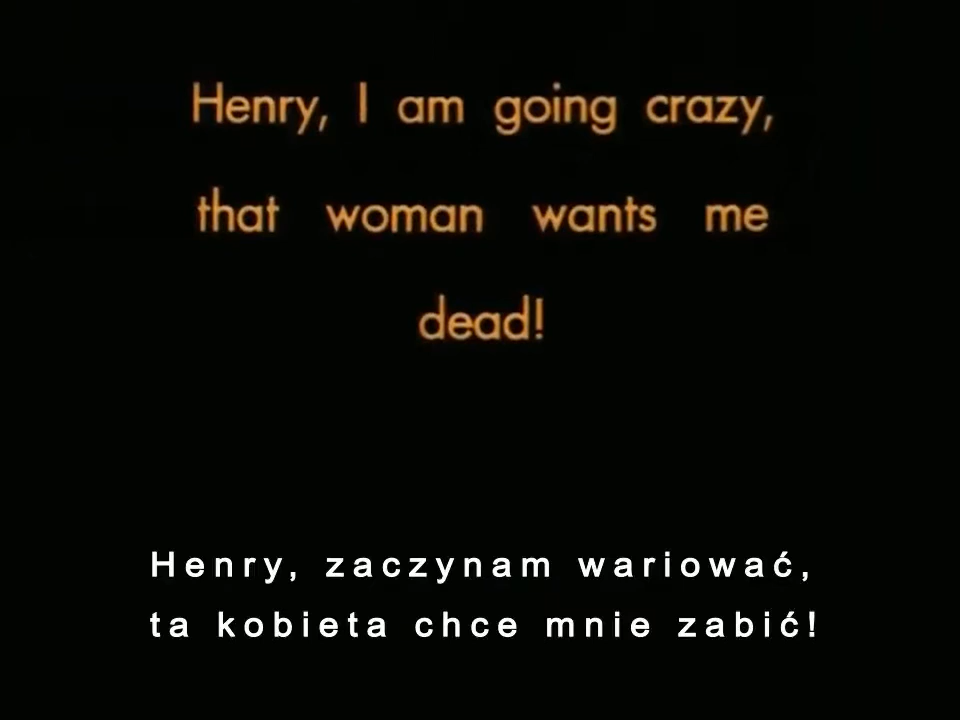 Henry, I am going crazy,
that woman wants me
dead!
Henry, zaczynam wariować,
ta kobieta chce mnie zabić!